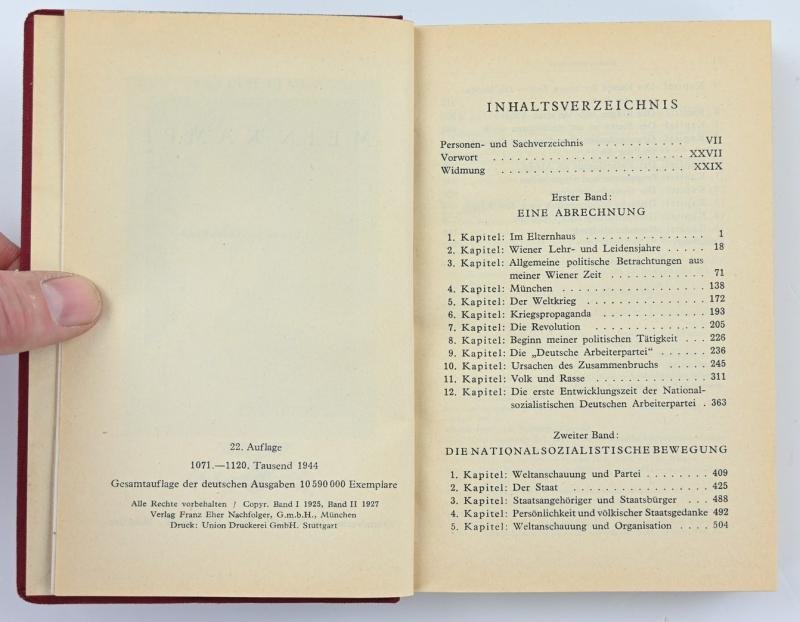 22. Auflage
1071.—1120. Tausend 1944
Gesamtauflage der deutschen Ausgaben 10 590 000 Exemplare
Alle Rechte vorbehalten / Copyr. Band I 1925, Band II 1927
Verlag Franz Eher Nachfolger, G.m.b.H., München
Druck: Union Druckerei GmbH. Stuttgart
INHALTSVERZEICHNIS
Personen- und Sachverzeichnis . . . . . . . . . . . VII
Vorwort . . . . . . . . . . . . . . . . . . . . . . . . XXVII
Widmung . . . . . . . . . . . . . . . . . . . . . . . XXIX
Erster Band:
EINE ABRECHNUNG
1. Kapitel: Im Elternhaus . . . . . . . . . . . . . . . 1
2. Kapitel: Wiener Lehr- und Leidensjahre . . . . . 18
3. Kapitel: Allgemeine politische Betrachtungen aus
meiner Wiener Zeit . . . . . . . . . . . . 71
4. Kapitel: München . . . . . . . . . . . . . . . . . . 138
5. Kapitel: Der Weltkrieg . . . . . . . . . . . . . . . 172
6. Kapitel: Kriegspropaganda . . . . . . . . . . . . . 193
7. Kapitel: Die Revolution . . . . . . . . . . . . . . 205
8. Kapitel: Beginn meiner politischen Tätigkeit . . . 226
9. Kapitel: Die „Deutsche Arbeiterpartei“ . . . . . . 236
10. Kapitel: Ursachen des Zusammenbruchs . . . . . 245
11. Kapitel: Volk und Rasse . . . . . . . . . . . . . . 311
12. Kapitel: Die erste Entwicklungszeit der National-
sozialistischen Deutschen Arbeiterpartei . 363
Zweiter Band:
DIE NATIONALSOZIALISTISCHE BEWEGUNG
1. Kapitel: Weltanschauung und Partei . . . . . . . 409
2. Kapitel: Der Staat . . . . . . . . . . . . . . . . . 425
3. Kapitel: Staatsangehöriger und Staatsbürger . . . 488
4. Kapitel: Persönlichkeit und völkischer Staatsgedanke 492
5. Kapitel: Weltanschauung und Organisation . . . . 504
MEIN KAMPF